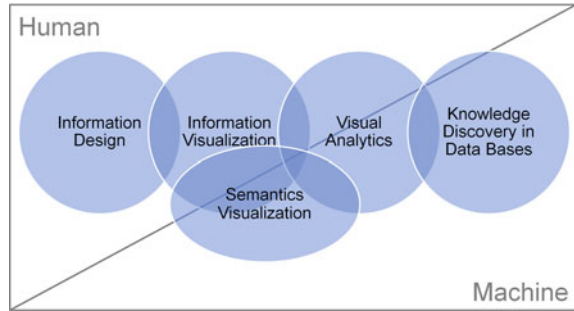 Human
Information
Design
Information
Visualization
Visual
Analytics
Knowledge
Discovery in
Data Bases
Semantics
Visualization
Machine